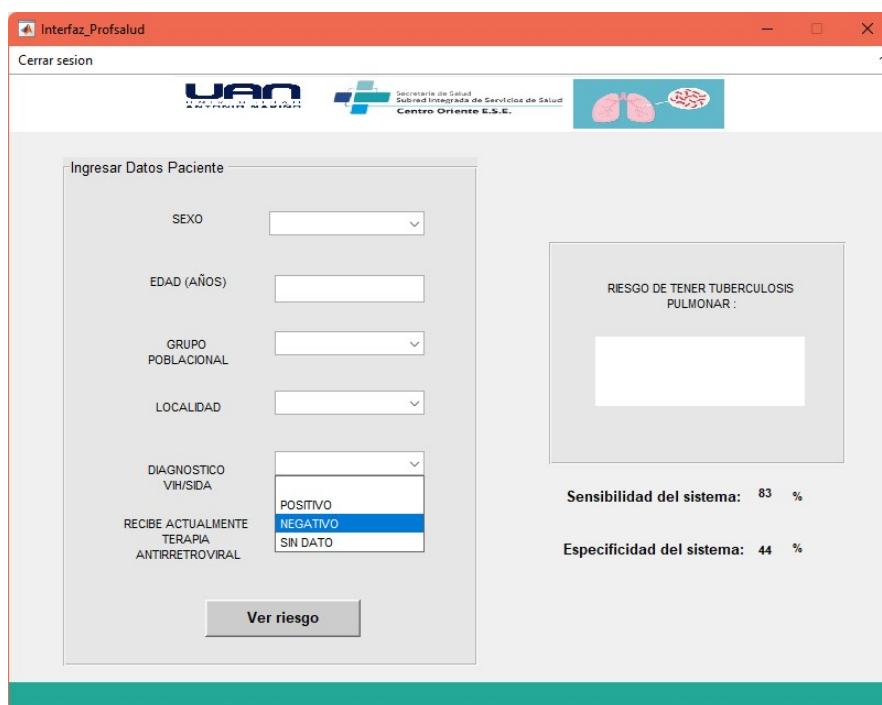 Interfaz_Profsalud
Cerrar sesion
UAN
ANTONIO NARIÑO
Secretaría de Salud
Subred Integrada de Servicios de Salud
Centro Oriente E.S.E.
Ingresar Datos Paciente
SEXO
EDAD (AÑOS)
GRUPO
POBLACIONAL
LOCALIDAD
DIAGNOSTICO
VIH/SIDA
POSITIVO
NEGATIVO
SIN DATO
RECIBE ACTUALMENTE
TERAPIA
ANTIRRETROVIRAL
Ver riesgo
RIESGO DE TENER TUBERCULOSIS
PULMONAR :
Sensibilidad del sistema: 83 %
Especificidad del sistema: 44 %